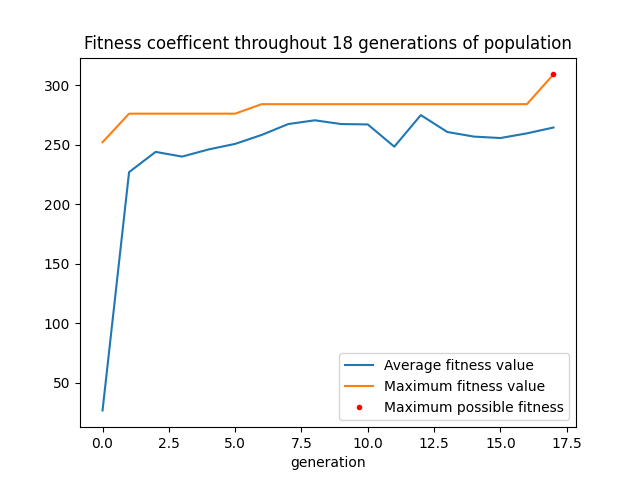 Fitness coefficent throughout 18 generations of population
300
250
200
150
100
50
0.0 2.5 5.0 7.5 10.0 12.5 15.0 17.5
generation
Average fitness value
Maximum fitness value
Maximum possible fitness